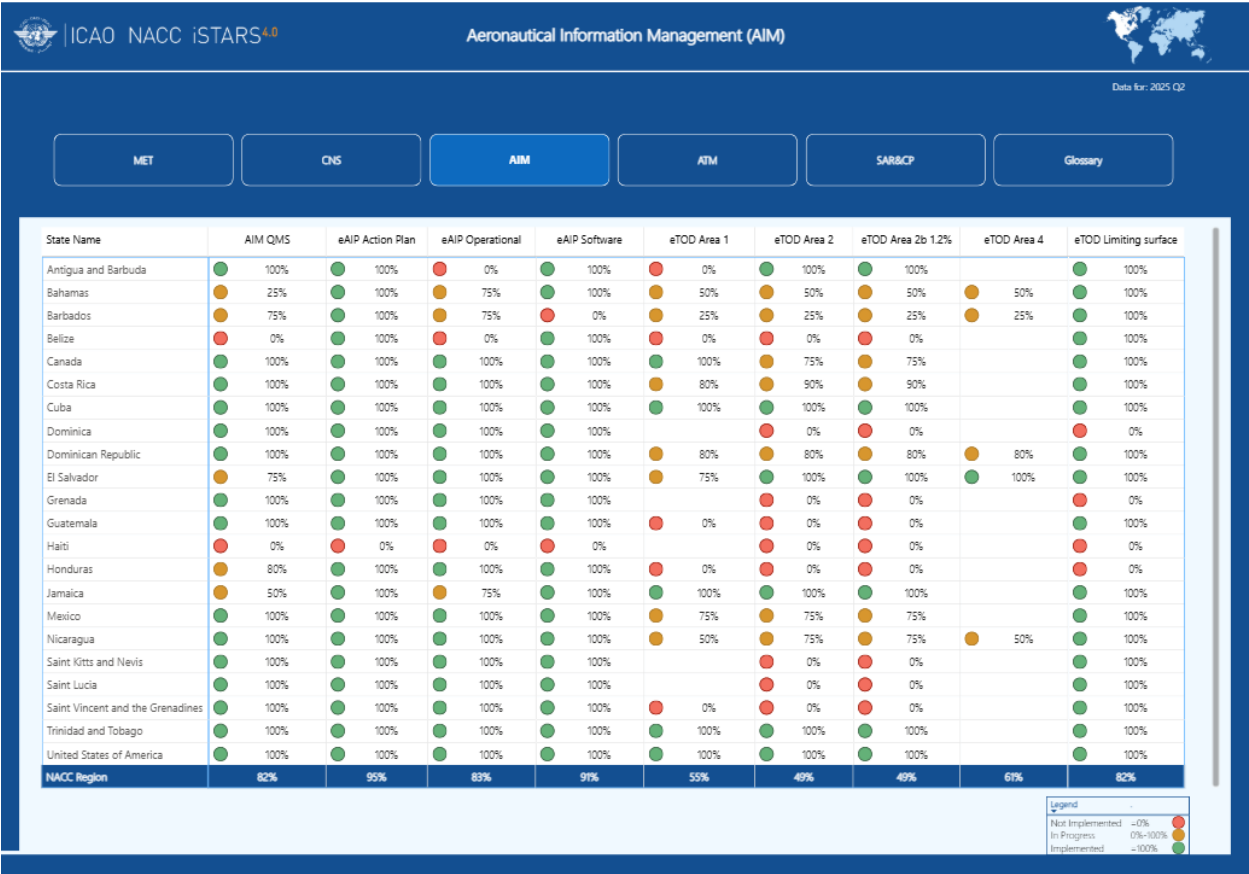 ICAO NACC iSTARS4.0
Aeronautical Information Management (AIM)
Data for: 2025 Q2
MET CNS AIM ATM SAR&CP Glossary
State Name AIM QMS eAIP Action Plan eAIP Operational eAIP Software eTOD Area 1 eTOD Area 2 eTOD Area 2b 1.2% eTOD Area 4 eTOD Limiting surface
Antigua and Barbuda 100% 100% 0% 100% 0% 100% 100% 100%
Bahamas 25% 100% 75% 100% 50% 50% 50% 50% 100%
Barbados 75% 100% 75% 0% 25% 25% 25% 25% 100%
Belize 0% 100% 0% 100% 0% 0% 0% 100%
Canada 100% 100% 100% 100% 100% 75% 75% 100%
Costa Rica 100% 100% 100% 100% 80% 90% 90% 100%
Cuba 100% 100% 100% 100% 100% 100% 100% 100%
Dominica 100% 100% 100% 100% 0% 0% 0%
Dominican Republic 100% 100% 100% 100% 80% 80% 80% 80% 100%
El Salvador 75% 100% 100% 100% 75% 100% 100% 100% 100%
Grenada 100% 100% 100% 100% 0% 0% 0%
Guatemala 100% 100% 100% 100% 0% 0% 0% 100%
Haiti 0% 0% 0% 0% 0% 0% 0%
Honduras 80% 100% 100% 100% 0% 0% 0% 0%
Jamaica 50% 100% 75% 100% 100% 100% 100% 100%
Mexico 100% 100% 100% 100% 75% 75% 75% 100%
Nicaragua 100% 100% 100% 100% 50% 75% 75% 50% 100%
Saint Kitts and Nevis 100% 100% 100% 100% 0% 0% 100%
Saint Lucia 100% 100% 100% 100% 0% 0% 100%
Saint Vincent and the Grenadines 100% 100% 100% 100% 0% 0% 0% 100%
Trinidad and Tobago 100% 100% 100% 100% 100% 100% 100% 100%
United States of America 100% 100% 100% 100% 100% 100% 100% 100%
NACC Region 82% 95% 83% 91% 55% 49% 49% 61% 82%
Legend .
Not Implemented =0%
In Progress 0%-100%
Implemented =100%